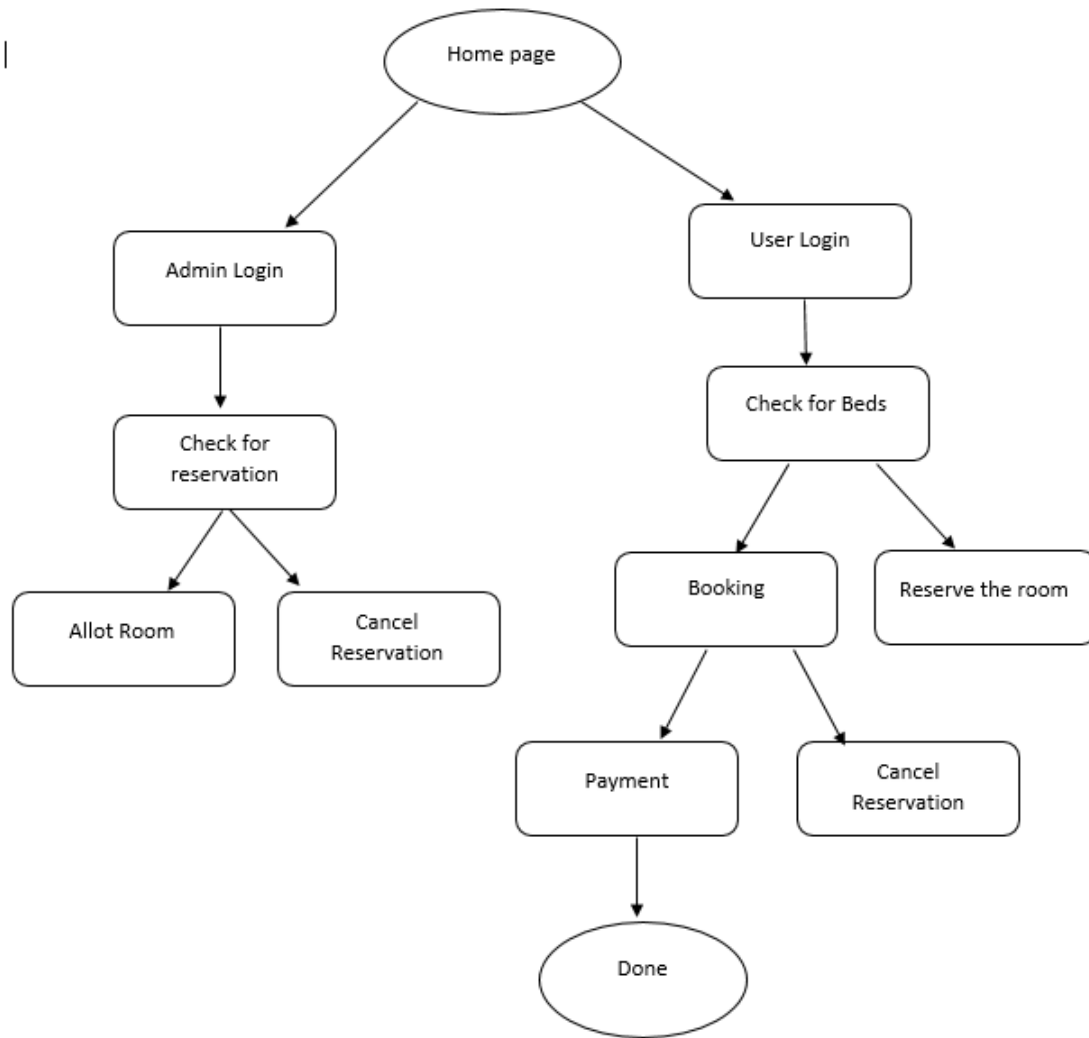 Home page
User Login
Admin Login
Check for Beds
Check for
reservation
Booking
Reserve the room
Allot Room
Cancel
Reservation
Payment
Cancel
Reservation
Done